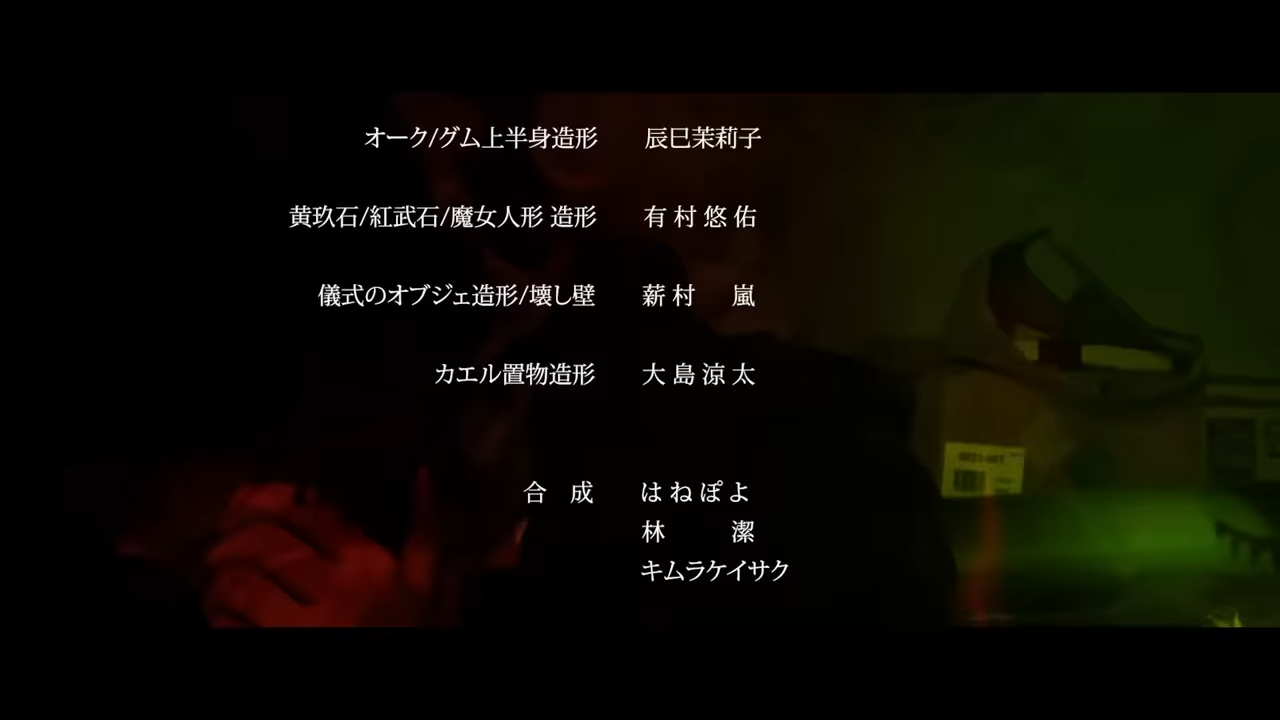 オーク/グム上半身造形 辰巳茉莉子
黄玖石/紅武石/魔女人形 造形 有村悠佑
儀式のオブジェ造形/壊し壁 薪村 嵐
カエル置物造形 大島涼太
合 成 はねぽよ
林 潔
キムラケイサク